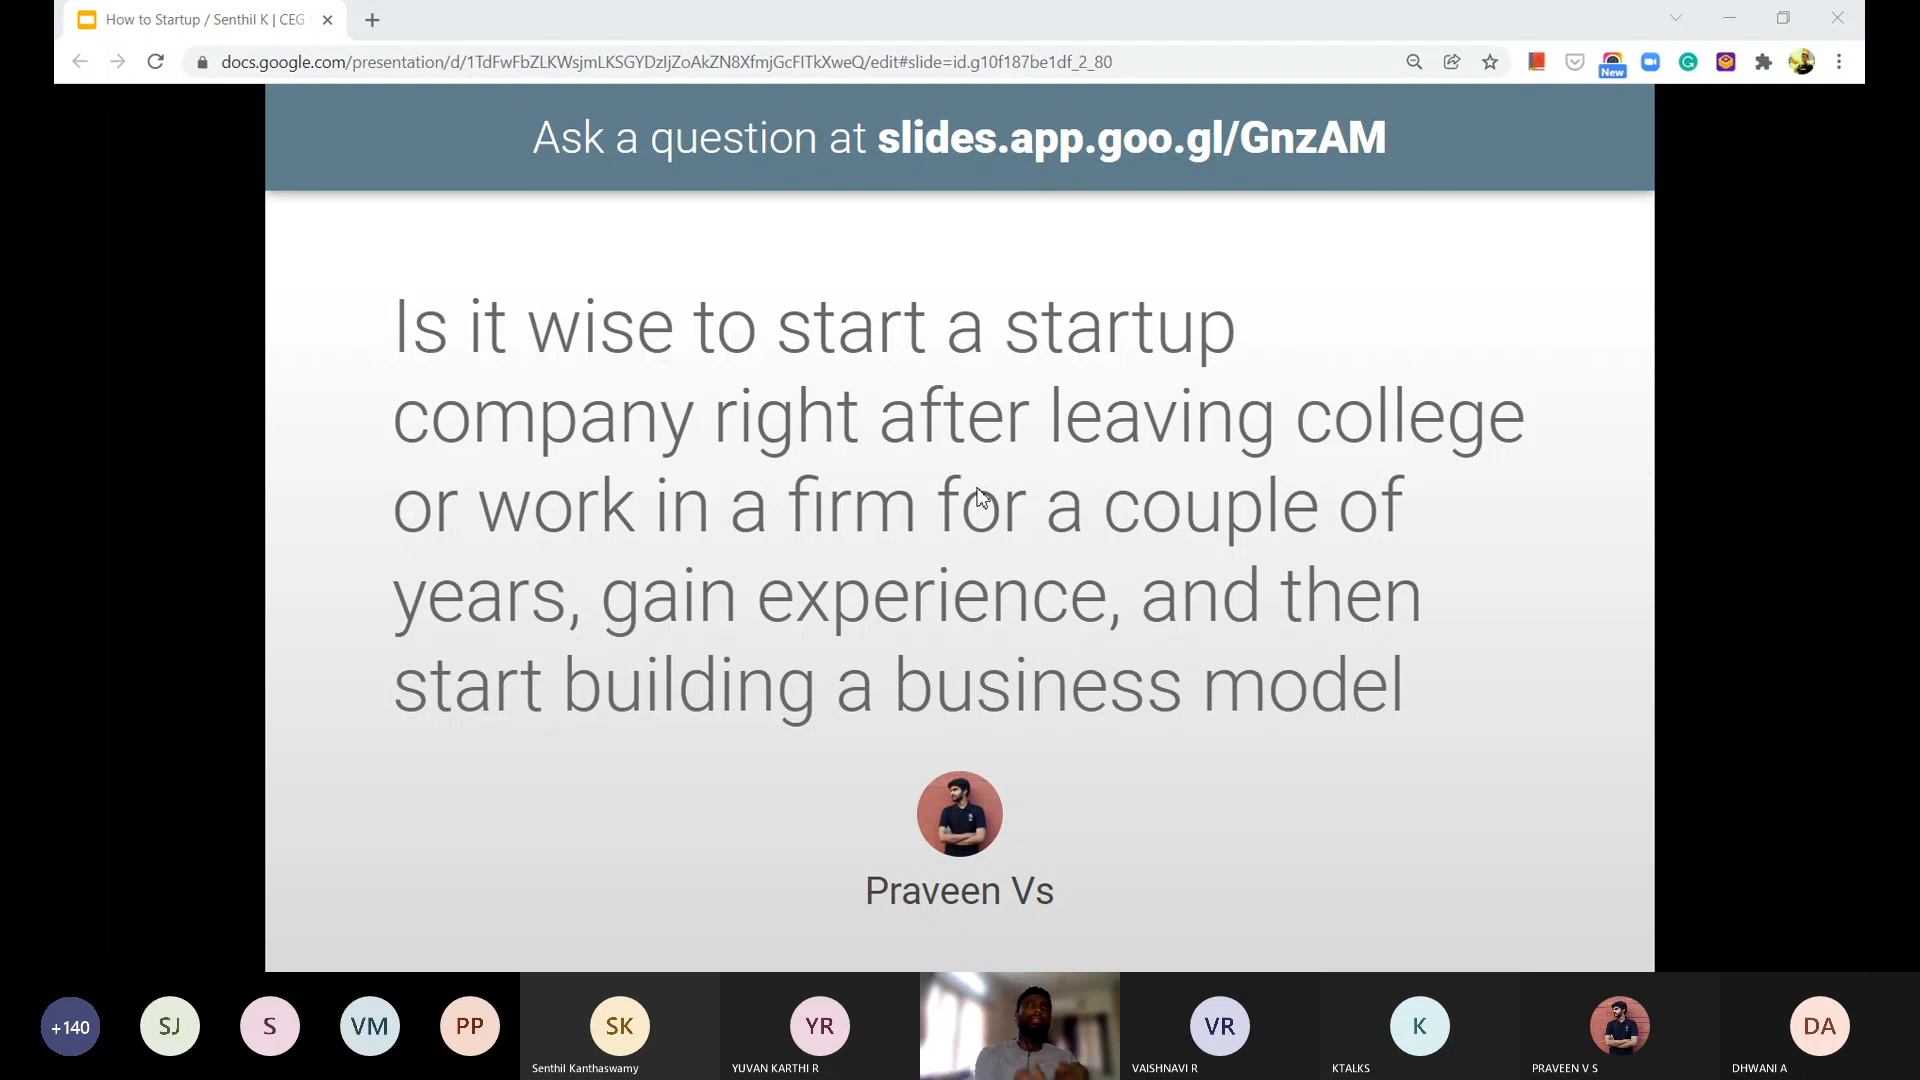 How to Startup / Senthil K | CEG
docs.google.com/presentation/d/1TdFwFbZLKWsjmLKSGYDzIjZoAkZN8XfmjGcFITkXweQ/edit#slide=id.g10f187be1df_2_80
New
Ask a question at slides.app.goo.gl/GnzAM
Is it wise to start a startup
company right after leaving college
or work in a firm for a couple of
years, gain experience, and then
start building a business model
Praveen Vs
+140
SJ
S
VM
PP
SK
Senthil Kanthaswamy
YR
YUVAN KARTHI R
VR
VAISHNAVI R
K
KTALKS
PRAVEEN V S
DA
DHWANI A